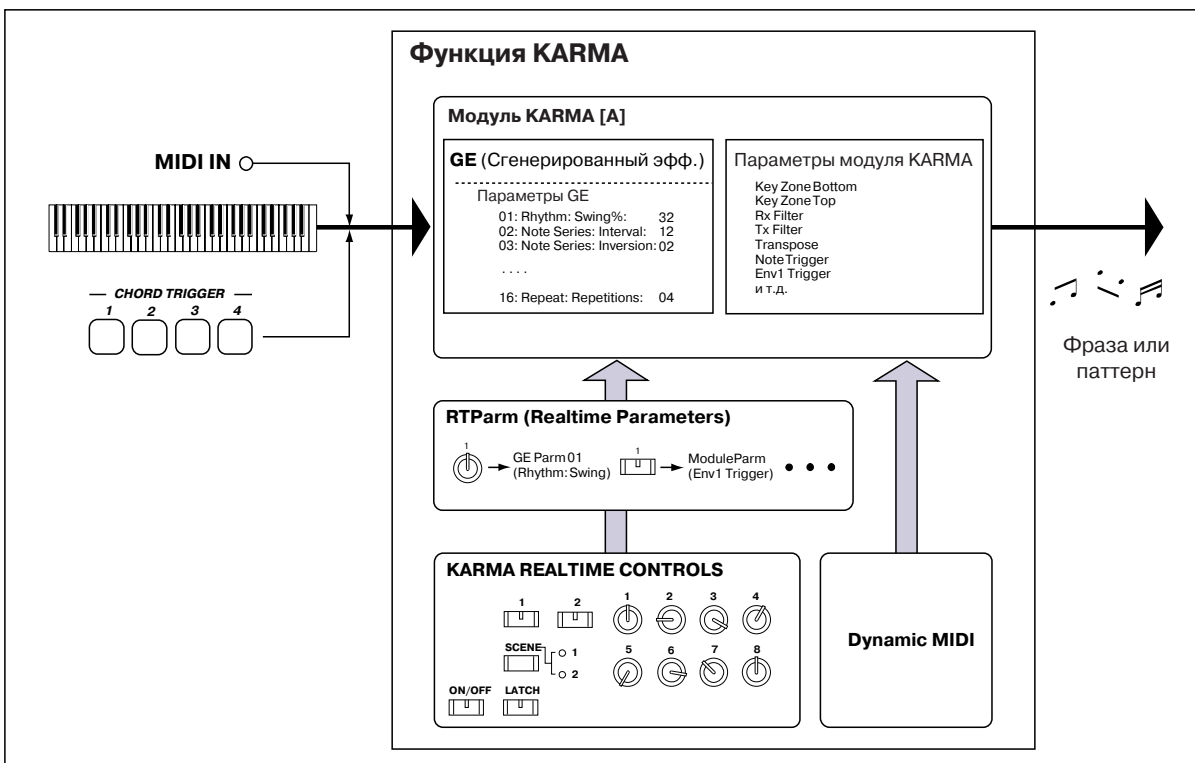 Функция KARMA
Модуль KARMA [A]
MIDI IN
GE (Сгенерированный эфф.)
Параметры GE
01: Rhythm: Swing%: 32
02: Note Series: Interval: 12
03: Note Series: Inversion: 02
. . . .
16: Repeat: Repetitions: 04
Параметры модуля KARMA
Key Zone Bottom
Key Zone Top
Rx Filter
Tx Filter
Transpose
Note Trigger
Env1 Trigger
и т.д.
CHORD TRIGGER
1 2 3 4
Фраза или
паттерн
RTParm (Realtime Parameters)
1
GE Parm 01
(Rhythm: Swing)
1
ModuleParm
(Env1 Trigger)
KARMA REALTIME CONTROLS
1 2 1 2 3 4
SCENE 1
2
5 6 7 8
ON/OFF LATCH
Dynamic MIDI